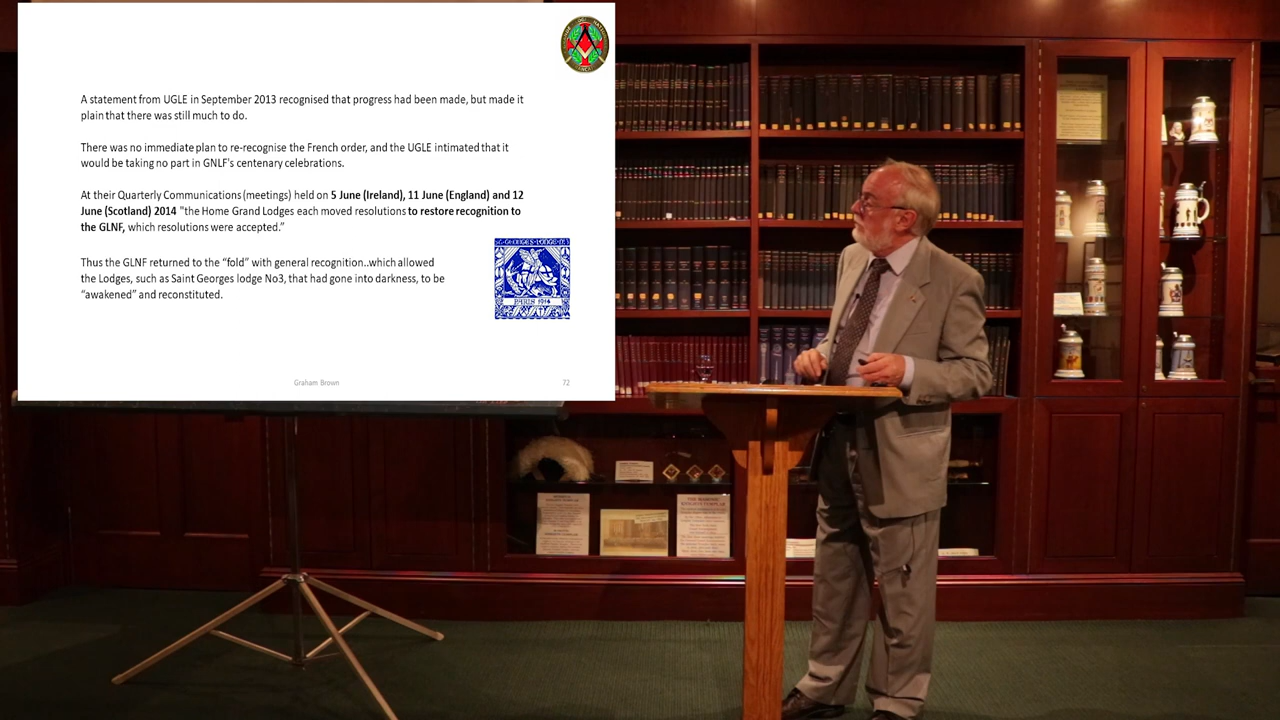 A statement from UGLE in September 2013 recognised that progress had been made, but made it
plain that there was still much to do.
There was no immediate plan to re-recognise the French order, and the UGLE intimated that it
would be taking no part in GNLF's centenary celebrations.
At their Quarterly Communications (meetings) held on 5 June (Ireland), 11 June (England) and 12
June (Scotland) 2014 "the Home Grand Lodges each moved resolutions to restore recognition to
the GLNF, which resolutions were accepted."
Thus the GLNF returned to the "fold" with general recognition..which allowed
the Lodges, such as Saint Georges lodge No3, that had gone into darkness, to be
"awakened" and reconstituted.
PARIS 1914
Graham Brown
72